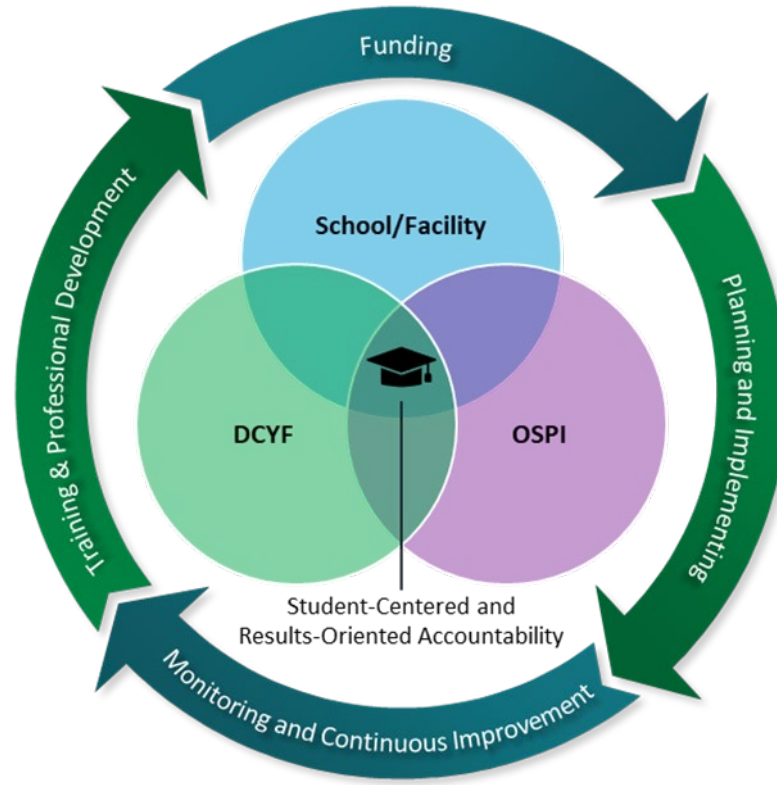 Funding
School/Facility
Planning and Implementing
Training & Professional Development
DCYF
OSPI
Student-Centered and
Results-Oriented Accountability
Monitoring and Continuous Improvement